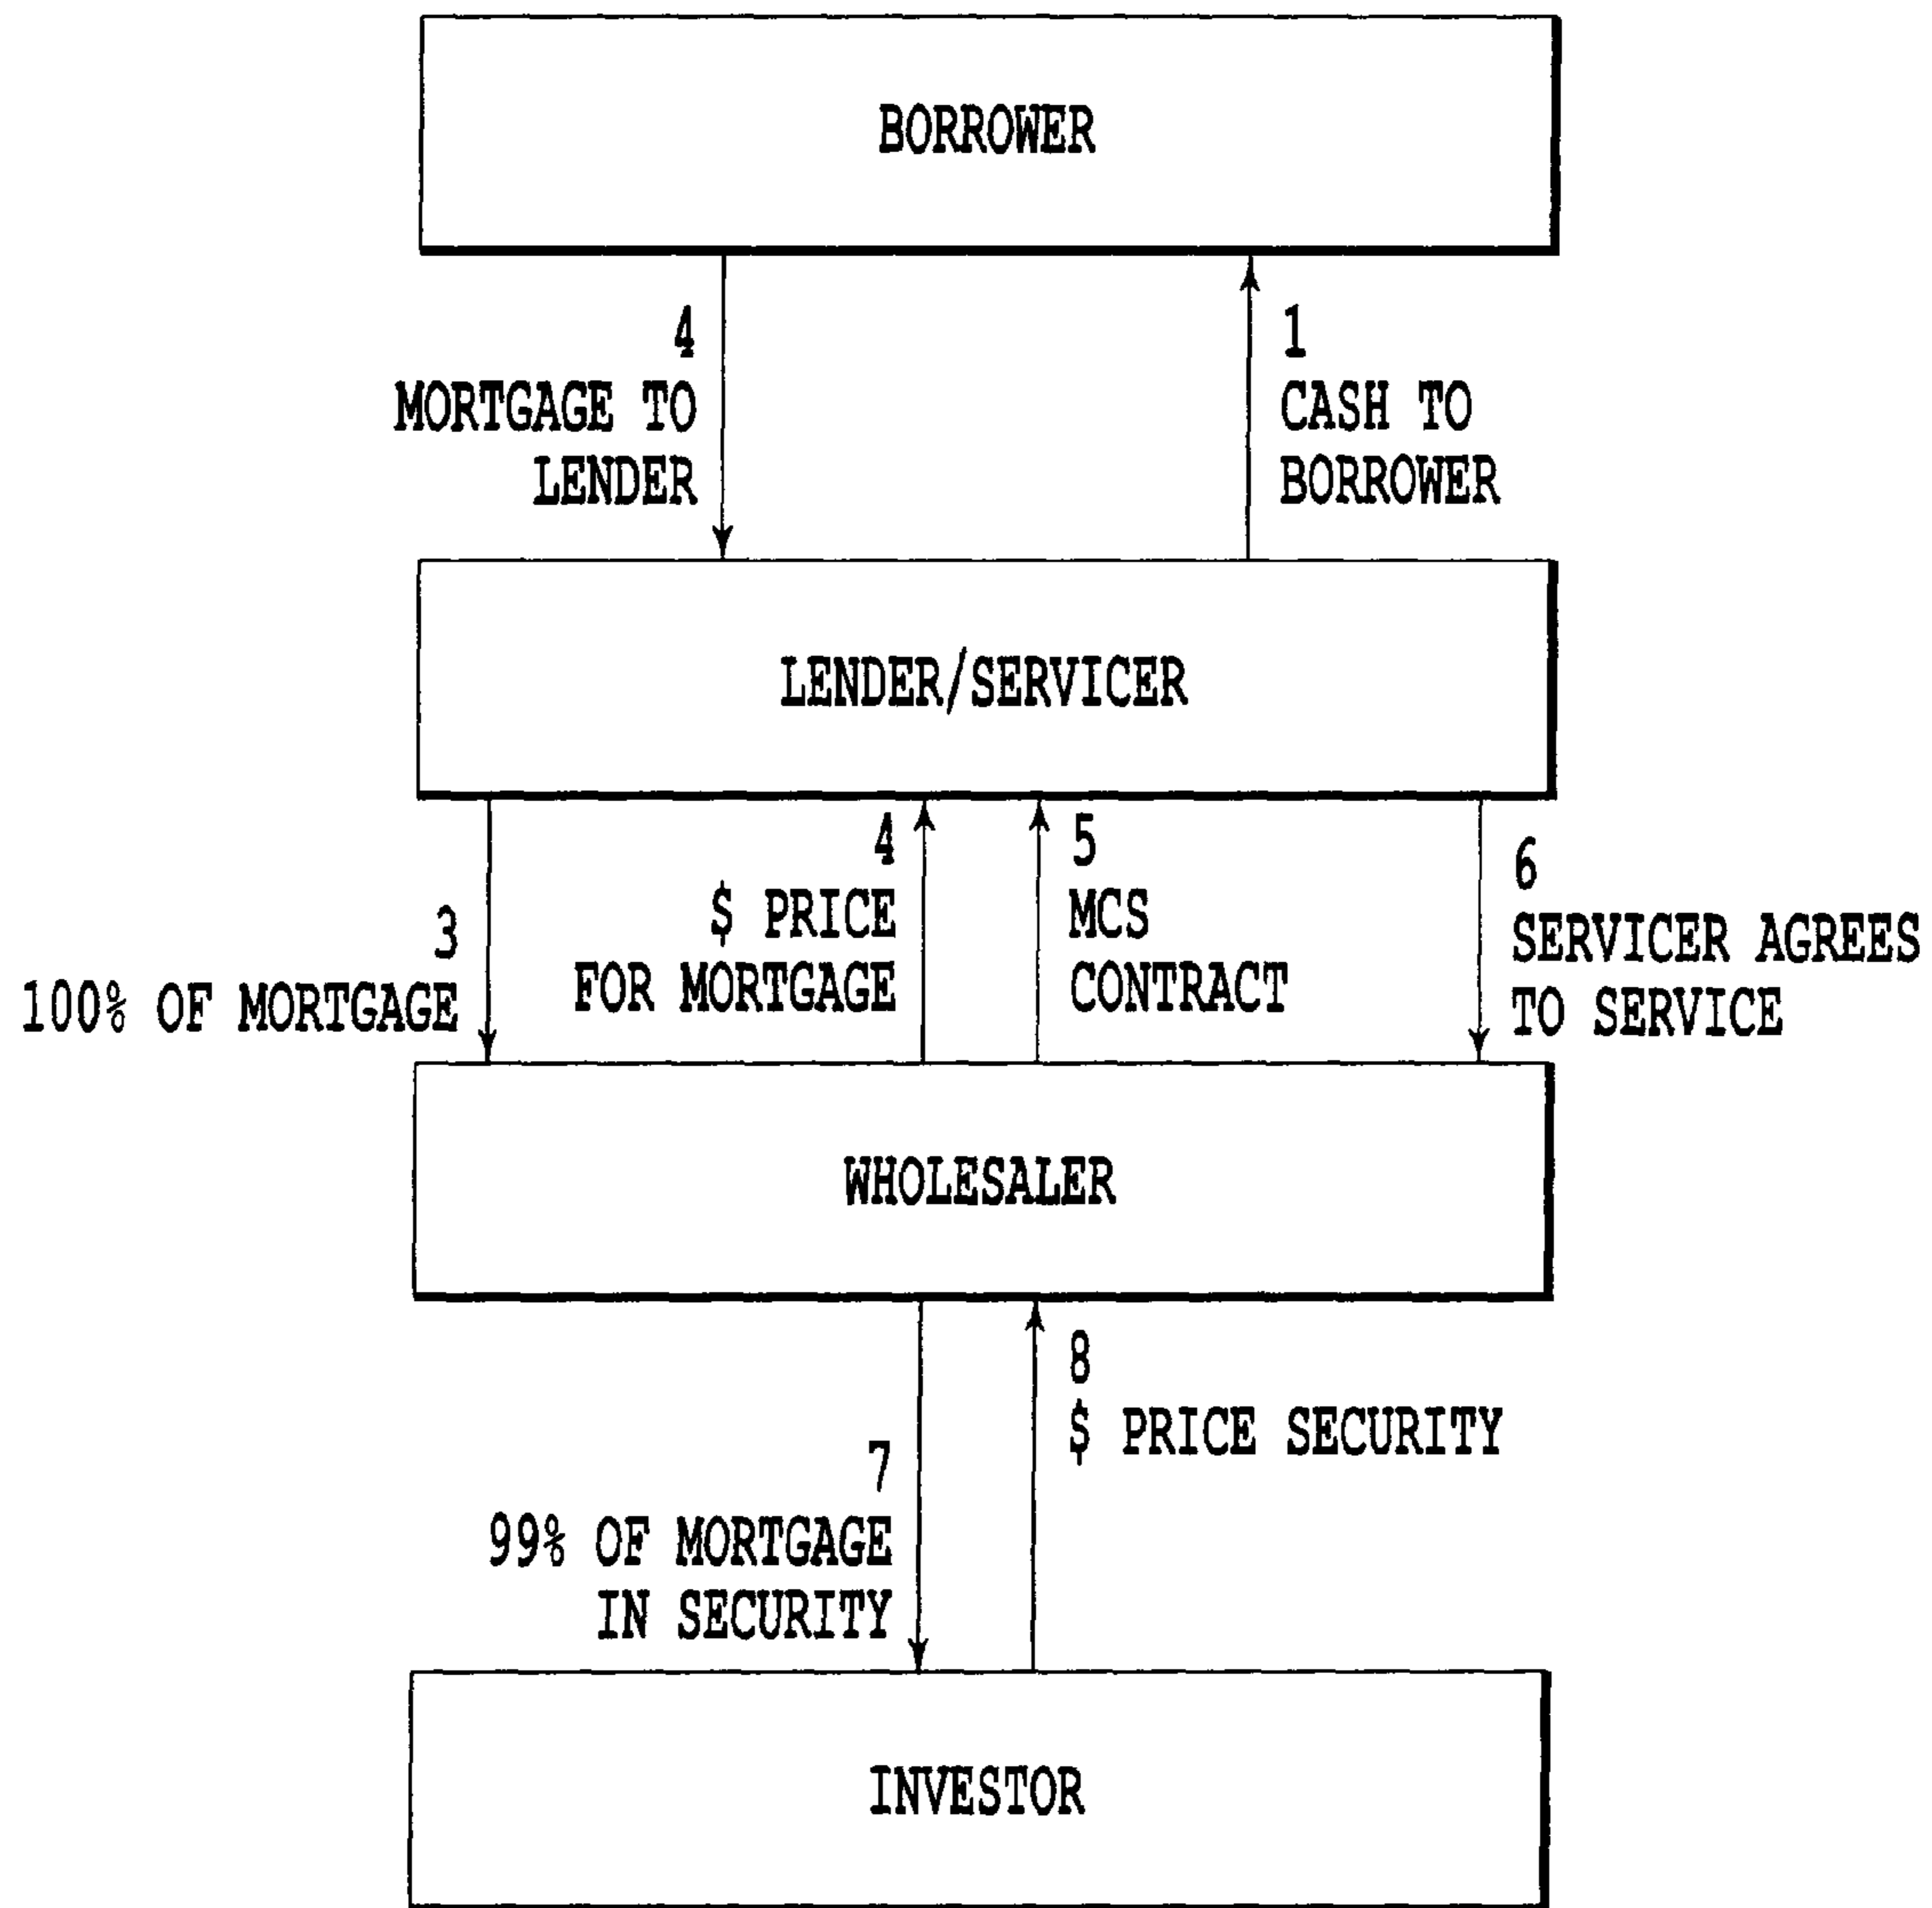 BORROWER
4
MORTGAGE TO
LENDER
1
CASH TO
BORROWER
LENDER/SERVICER
3
100% OF MORTGAGE
4
$ PRICE
FOR MORTGAGE
5
MCS
CONTRACT
6
SERVICER AGREES
TO SERVICE
WHOLESALER
7
99% OF MORTGAGE
IN SECURITY
8
$ PRICE SECURITY
INVESTOR